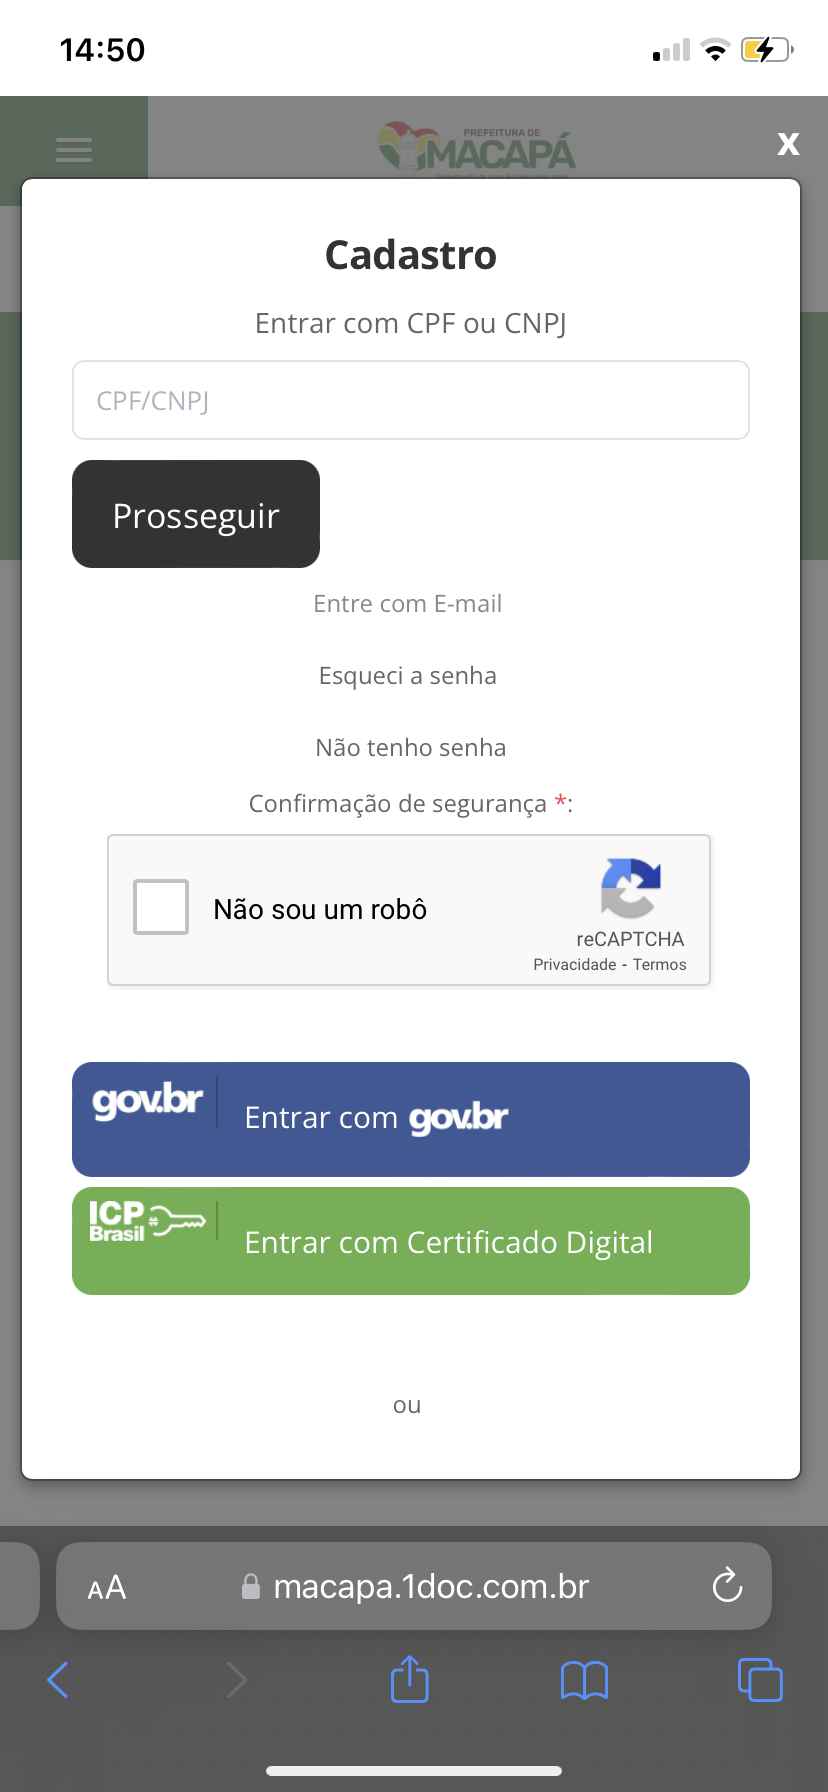 14:50
PREFEITURA DE
MACAPÁ
X
Cadastro
Entrar com CPF ou CNPJ
CPF/CNPJ
Prosseguir
Entre com E-mail
Esqueci a senha
Não tenho senha
Confirmação de segurança *:
Não sou um robô
reCAPTCHA
Privacidade - Termos
gov.br
Entrar com gov.br
ICP
Brasil
Entrar com Certificado Digital
ou
AA
macapa.1doc.com.br